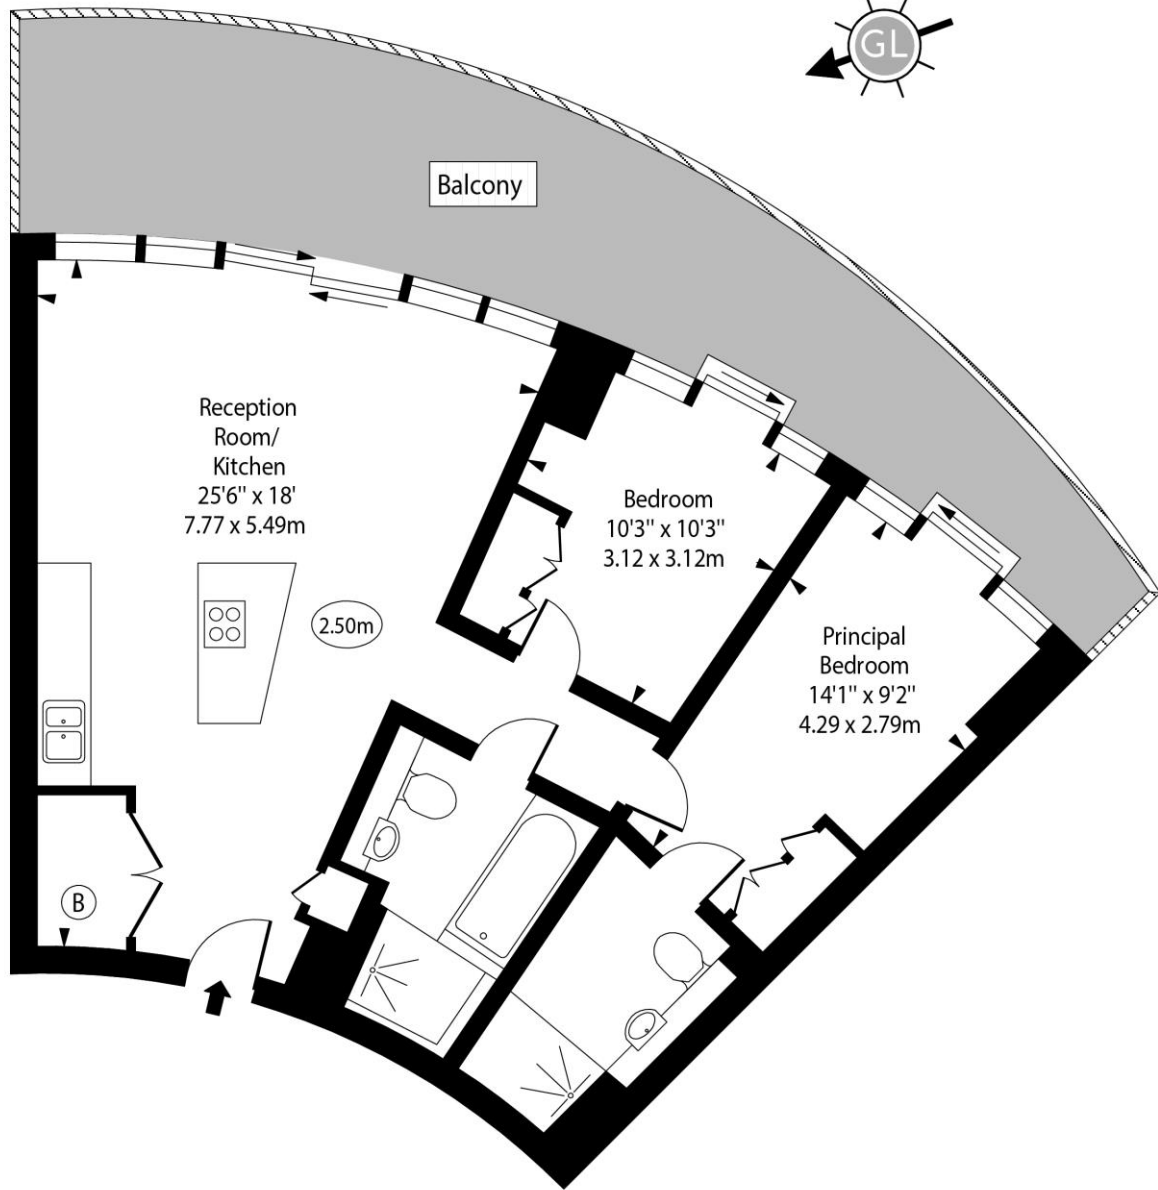 GL
Balcony
Reception
Room/
Kitchen
25'6" x 18'
7.77 x 5.49m
Bedroom
10'3" x 10'3"
3.12 x 3.12m
2.50m
Principal
Bedroom
14'1" x 9'2"
4.29 x 2.79m
B